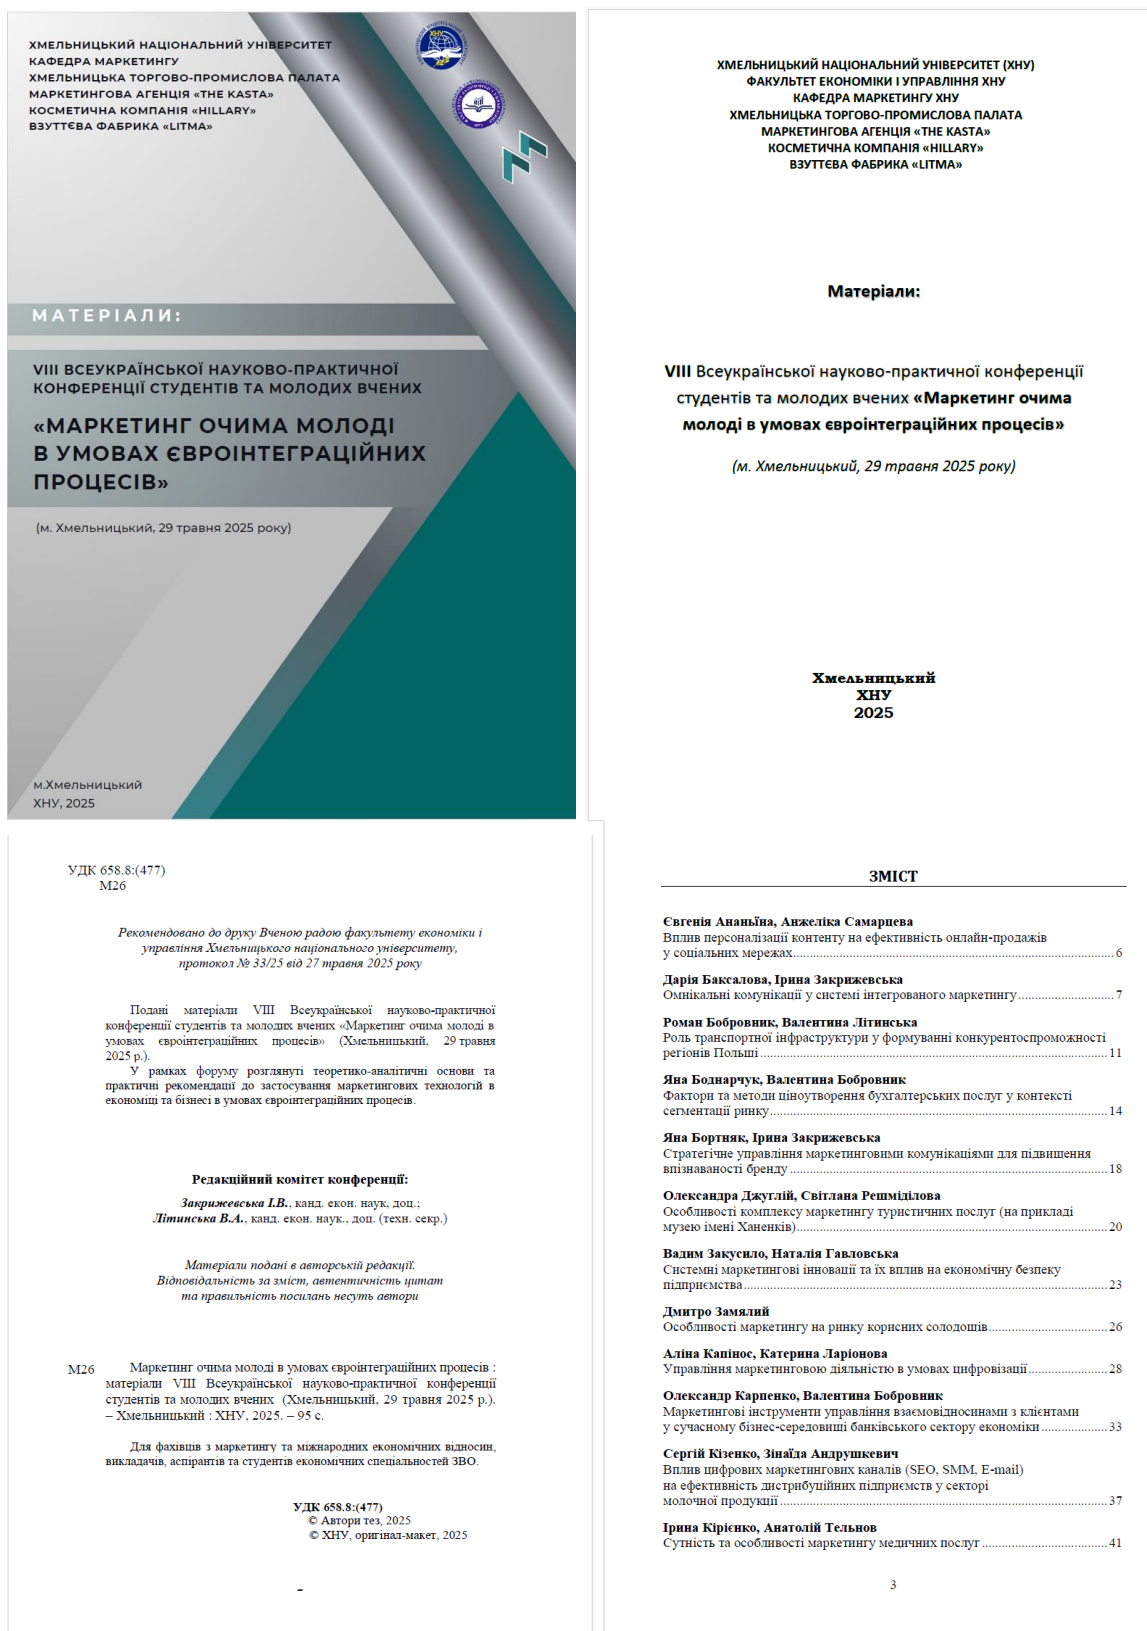 ХМЕЛЬНИЦЬКИЙ НАЦІОНАЛЬНИЙ УНІВЕРСИТЕТ
КАФЕДРА МАРКЕТИНГУ
ХМЕЛЬНИЦЬКА ТОРГОВО-ПРОМИСЛОВА ПАЛАТА
МАРКЕТИНГОВА АГЕНЦІЯ «THE KASTA»
КОСМЕТИЧНА КОМПАНІЯ «HILLARY»
ВЗУТТЄВА ФАБРИКА «LITMA»
ХНУ
МАТЕРІАЛИ:
VIII ВСЕУКРАЇНСЬКОЇ НАУКОВО-ПРАКТИЧНОЇ
КОНФЕРЕНЦІЇ СТУДЕНТІВ ТА МОЛОДИХ ВЧЕНИХ
«МАРКЕТИНГ ОЧИМА МОЛОДІ
В УМОВАХ ЄВРОІНТЕГРАЦІЙНИХ
ПРОЦЕСІВ»
(м. Хмельницький, 29 травня 2025 року)
м.Хмельницький
ХНУ, 2025
ХМЕЛЬНИЦЬКИЙ НАЦІОНАЛЬНИЙ УНІВЕРСИТЕТ (ХНУ)
ФАКУЛЬТЕТ ЕКОНОМІКИ І УПРАВЛІННЯ ХНУ
КАФЕДРА МАРКЕТИНГУ ХНУ
ХМЕЛЬНИЦЬКА ТОРГОВО-ПРОМИСЛОВА ПАЛАТА
МАРКЕТИНГОВА АГЕНЦІЯ «THE KASTA»
КОСМЕТИЧНА КОМПАНІЯ «HILLARY»
ВЗУТТЄВА ФАБРИКА «LITMA»
Матеріали:
VIII Всеукраїнської науково-практичної конференції
студентів та молодих вчених «Маркетинг очима
молоді в умовах євроінтеграційних процесів»
(м. Хмельницький, 29 травня 2025 року)
Хмельницький
ХНУ
2025
УДК 658.8:(477)
М26
Рекомендовано до друку Вченою радою факультету економіки і
управління Хмельницького національного університету,
протокол № 33/25 від 27 травня 2025 року
Подані матеріали VIII Всеукраїнської науково-практичної
конференції студентів та молодих вчених «Маркетинг очима молоді в
умовах євроінтеграційних процесів» (Хмельницький, 29 травня
2025 р.).
У рамках форуму розглянуті теоретико-аналітичні основи та
практичні рекомендації до застосування маркетингових технологій в
економіці та бізнесі в умовах євроінтеграційних процесів.
Редакційний комітет конференції:
Закрижевська І.В., канд. екон. наук, доц.;
Літинська В.А., канд. екон. наук., доц. (техн. секр.)
Матеріали подані в авторській редакції.
Відповідальність за зміст, автентичність цитат
та правильність посилань несуть автори
М26 Маркетинг очима молоді в умовах євроінтеграційних процесів :
матеріали VIII Всеукраїнської науково-практичної конференції
студентів та молодих вчених (Хмельницький, 29 травня 2025 р.).
– Хмельницький : ХНУ, 2025. – 95 с.
Для фахівців з маркетингу та міжнародних економічних відносин,
викладачів, аспірантів та студентів економічних спеціальностей ЗВО.
УДК 658.8:(477)
© Автори тез, 2025
© ХНУ, оригінал-макет, 2025
ЗМІСТ
Євгенія Ананьїна, Анжеліка Самарцева
Вплив персоналізації контенту на ефективність онлайн-продажів
у соціальних мережах 6
Дарія Баксалова, Ірина Закрижевська
Омнікальні комунікації у системі інтегрованого маркетингу 7
Роман Бобровник, Валентина Літинська
Роль транспортної інфраструктури у формуванні конкурентоспроможності
регіонів Польщі 11
Яна Боднарчук, Валентина Бобровник
Фактори та методи ціноутворення бухгалтерських послуг у контексті
сегментації ринку 14
Яна Бортняк, Ірина Закрижевська
Стратегічне управління маркетинговими комунікаціями для підвищення
впізнаваності бренду 18
Олександра Джуглій, Світлана Решміділова
Особливості комплексу маркетингу туристичних послуг (на прикладі
музею імені Ханенків) 20
Вадим Закусило, Наталія Гавловська
Системні маркетингові інновації та їх вплив на економічну безпеку
підприємства 23
Дмитро Замялий
Особливості маркетингу на ринку корисних солодощів 26
Аліна Капінос, Катерина Ларіонова
Управління маркетинговою діяльністю в умовах цифровізації 28
Олександр Карпенко, Валентина Бобровник
Маркетингові інструменти управління взаємовідносинами з клієнтами
у сучасному бізнес-середовищі банківського сектору економіки 33
Сергій Кізенко, Зінаїда Андрушкевич
Вплив цифрових маркетингових каналів (SEO, SMM, E-mail)
на ефективність дистрибуційних підприємств у секторі
молочної продукції 37
Ірина Кірієнко, Анатолій Тельнов
Сутність та особливості маркетингу медичних послуг 41
3